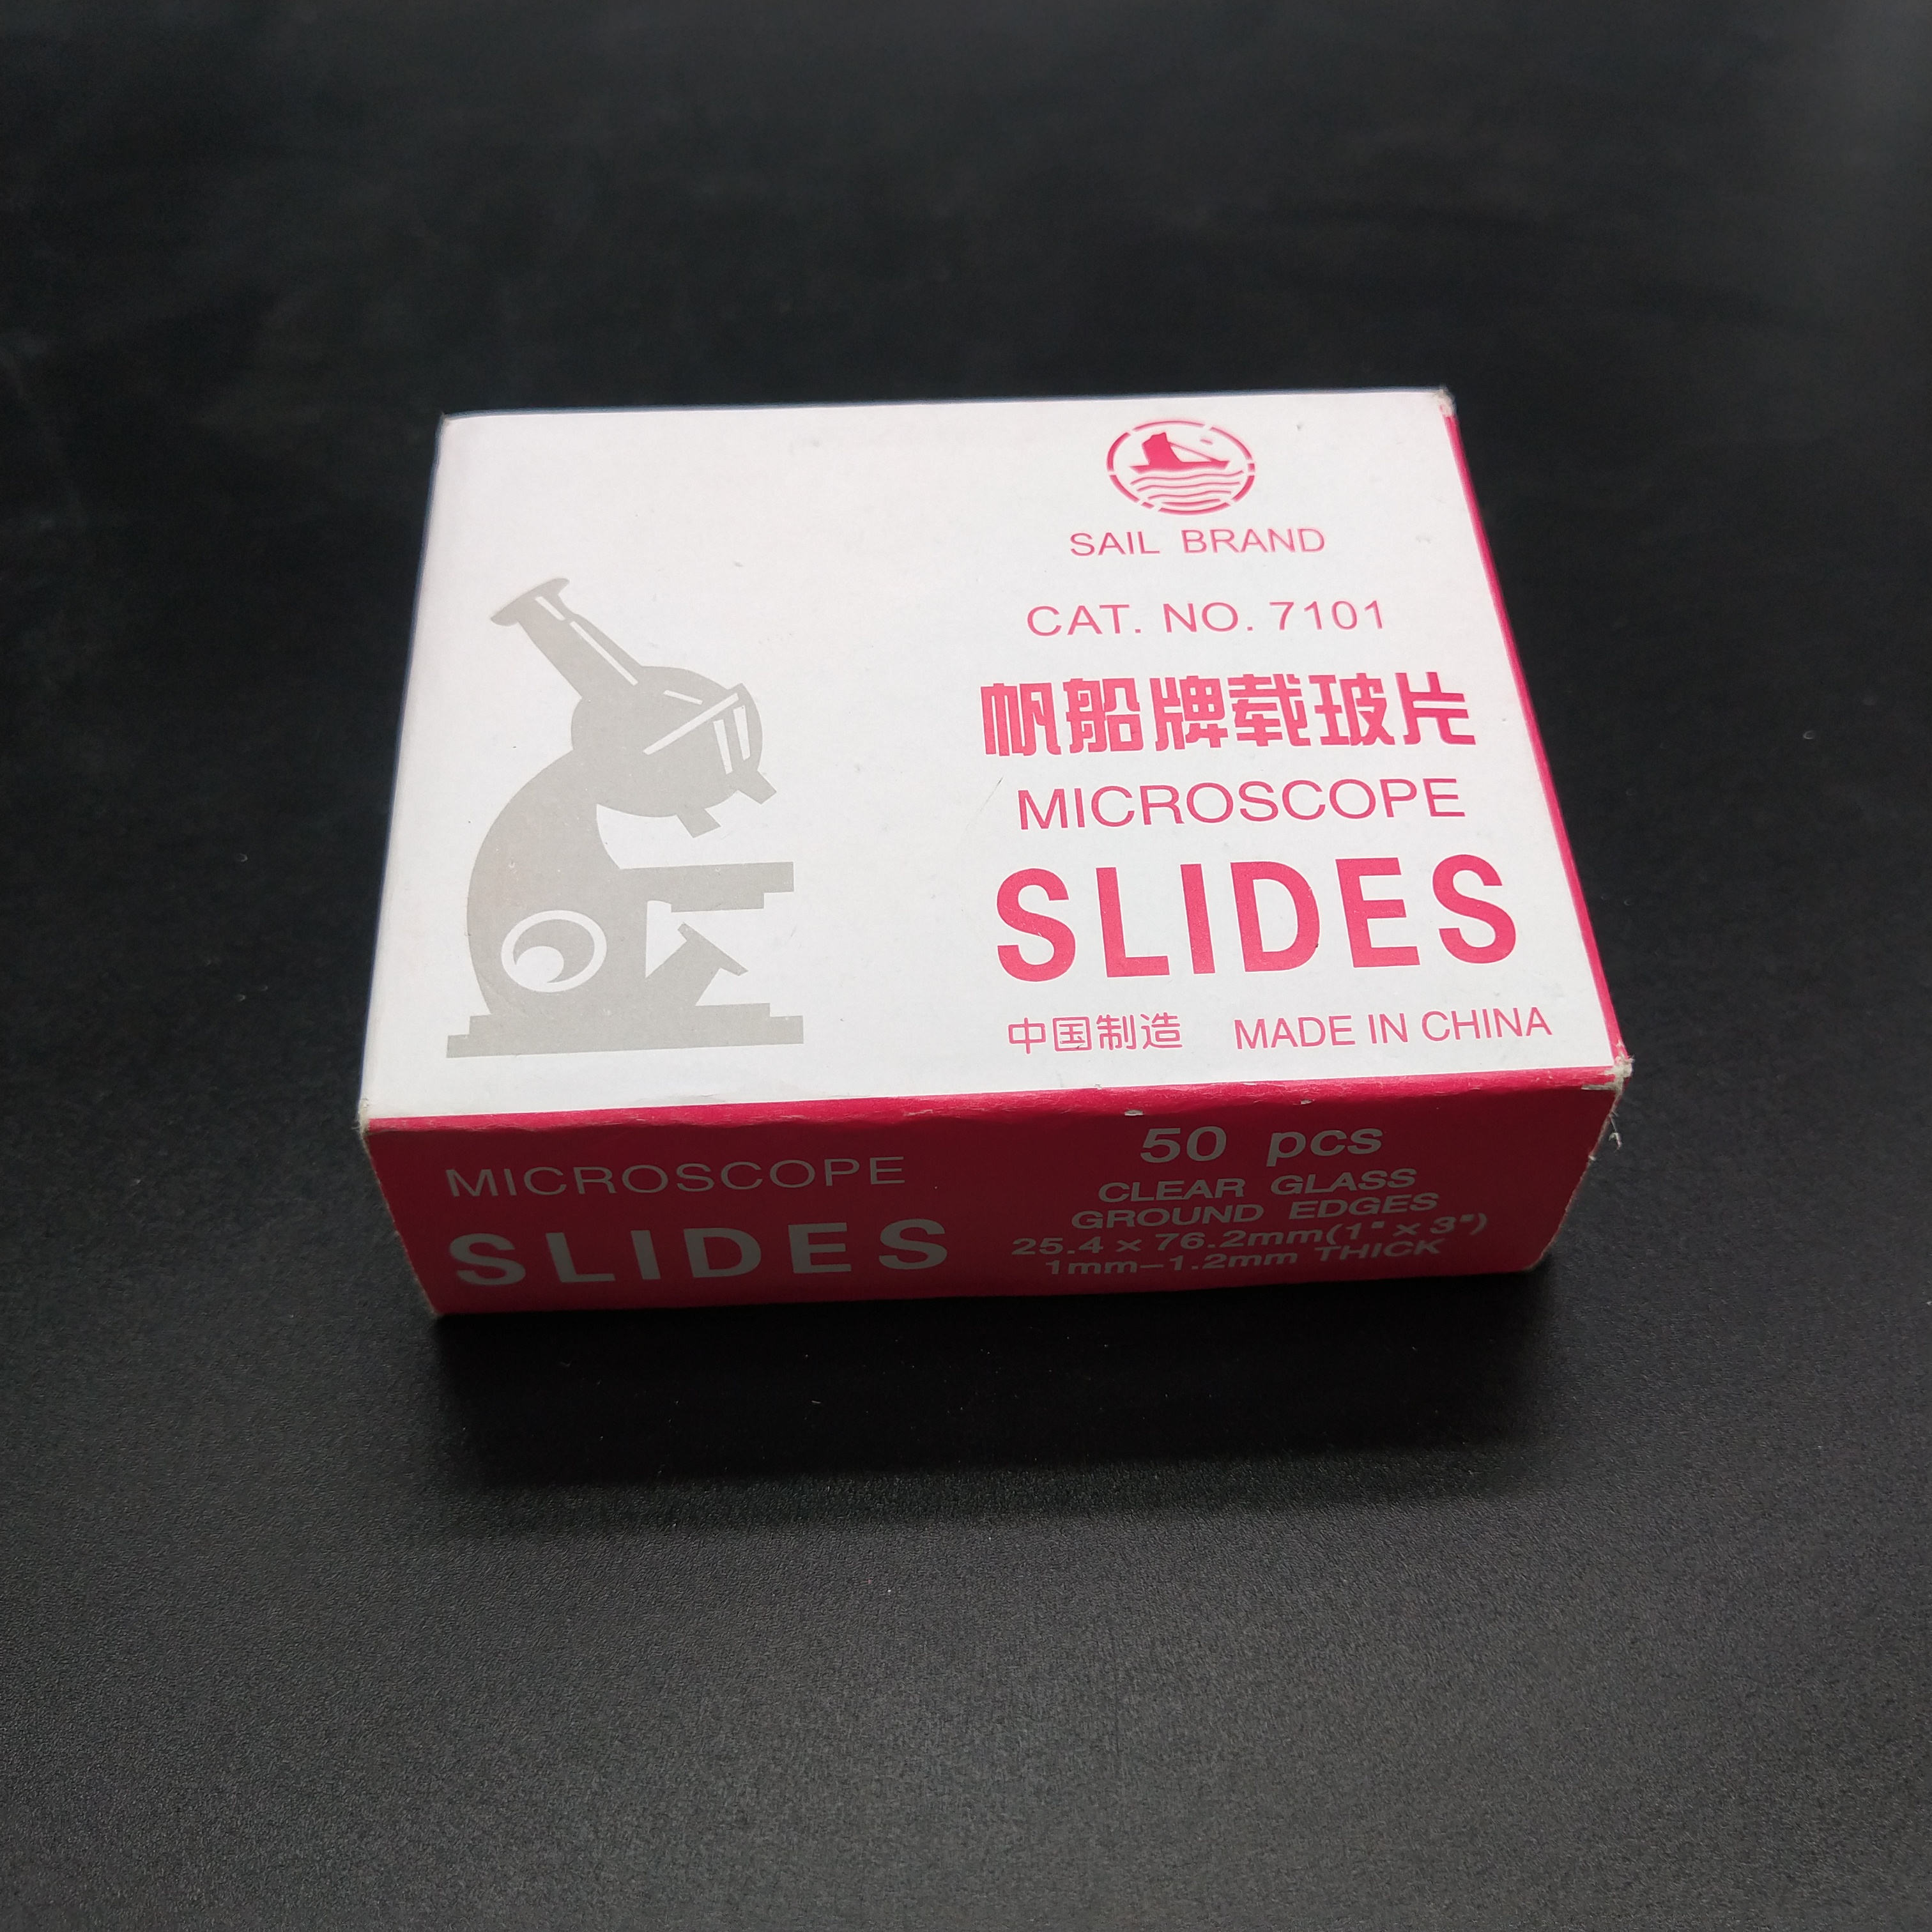 SAIL BRAND
CAT. NO. 7101
帆船牌载玻片
MICROSCOPE
SLIDES
中国制造 MADE IN CHINA
MICROSCOPE
SLIDES
50 pcs
CLEAR GLASS
GROUND EDGES
25.4 × 76.2mm(1" × 3")
1mm-1.2mm THICK